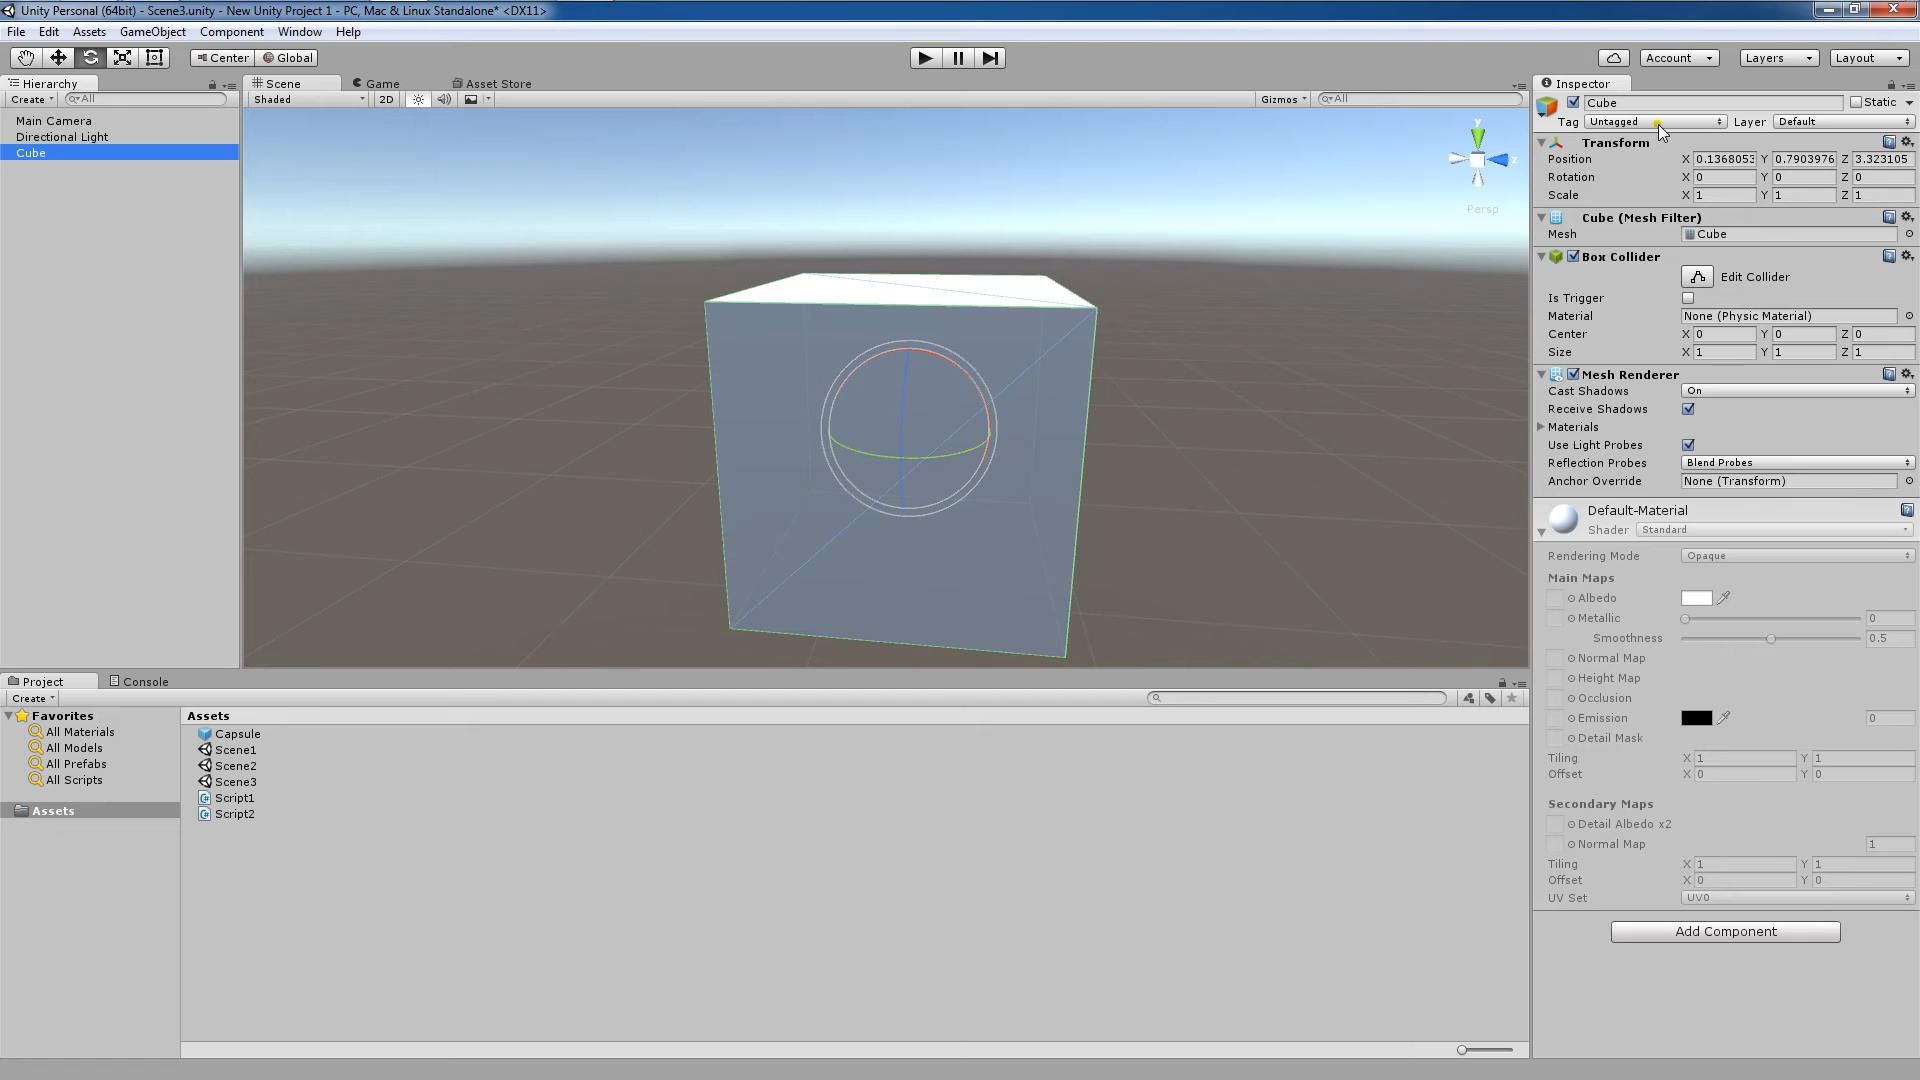 Unity Personal (64bit) - Scene3.unity - New Unity Project 1 - PC, Mac & Linux Standalone* <DX11>
File Edit Assets GameObject Component Window Help
Center Global Account Layers Layout
Hierarchy
Create All
Main Camera
Directional Light
Cube
Scene Game Asset Store
Shaded 2D Gizmos All
y
z
Persp
Inspector
Cube Static
Tag Untagged Layer Default
Transform
Position X 0.1368053 Y 0.7903976 Z 3.323105
Rotation X 0 Y 0 Z 0
Scale X 1 Y 1 Z 1
Cube (Mesh Filter)
Mesh Cube
Box Collider
Edit Collider
Is Trigger
Material None (Physic Material)
Center X 0 Y 0 Z 0
Size X 1 Y 1 Z 1
Mesh Renderer
Cast Shadows On
Receive Shadows
Materials
Use Light Probes
Reflection Probes Blend Probes
Anchor Override None (Transform)
Default-Material
Shader Standard
Rendering Mode Opaque
Main Maps
Albedo
Metallic 0
Smoothness 0.5
Normal Map
Height Map
Occlusion
Emission 0
Detail Mask
Tiling X 1 Y 1
Offset X 0 Y 0
Secondary Maps
Detail Albedo x2
Normal Map 1
Tiling X 1 Y 1
Offset X 0 Y 0
UV Set UV0
Add Component
Project Console
Create
Favorites
All Materials
All Models
All Prefabs
All Scripts
Assets
Assets
Capsule
Scene1
Scene2
Scene3
Script1
Script2